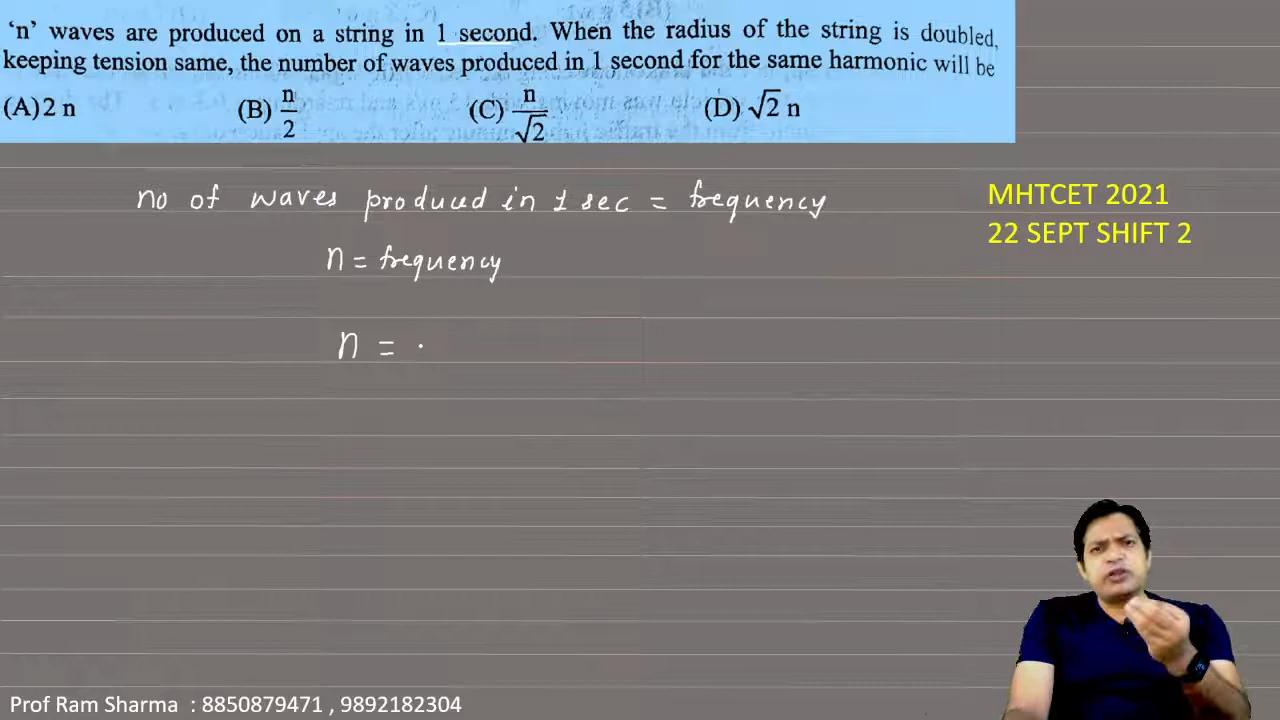 ‘n’ waves are produced on a string in 1 second. When the radius of the string is doubled,
keeping tension same, the number of waves produced in 1 second for the same harmonic will be
(A) 2 n (B) n/2 (C) n/√2 (D) √2 n
no of waves produced in 1 sec = frequency
n = frequency
n =
MHTCET 2021
22 SEPT SHIFT 2
Prof Ram Sharma : 8850879471 , 9892182304